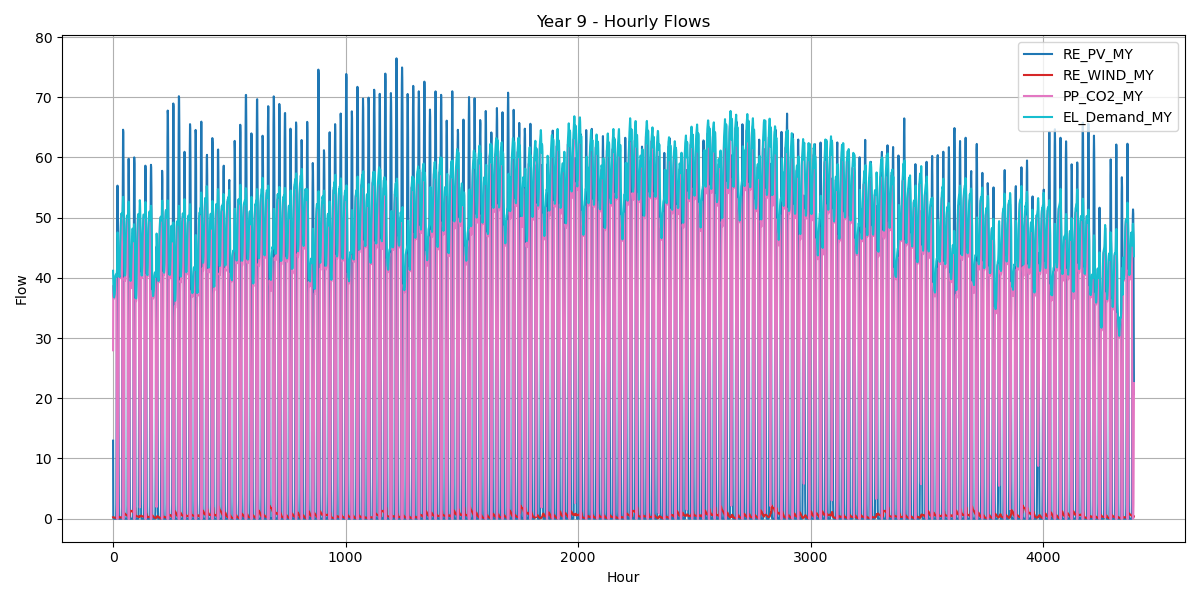 Year 9 - Hourly Flows
80
70
60
50
40
30
20
10
0
Flow
0
1000
2000
3000
4000
Hour
RE_PV_MY
RE_WIND_MY
PP_CO2_MY
EL_Demand_MY